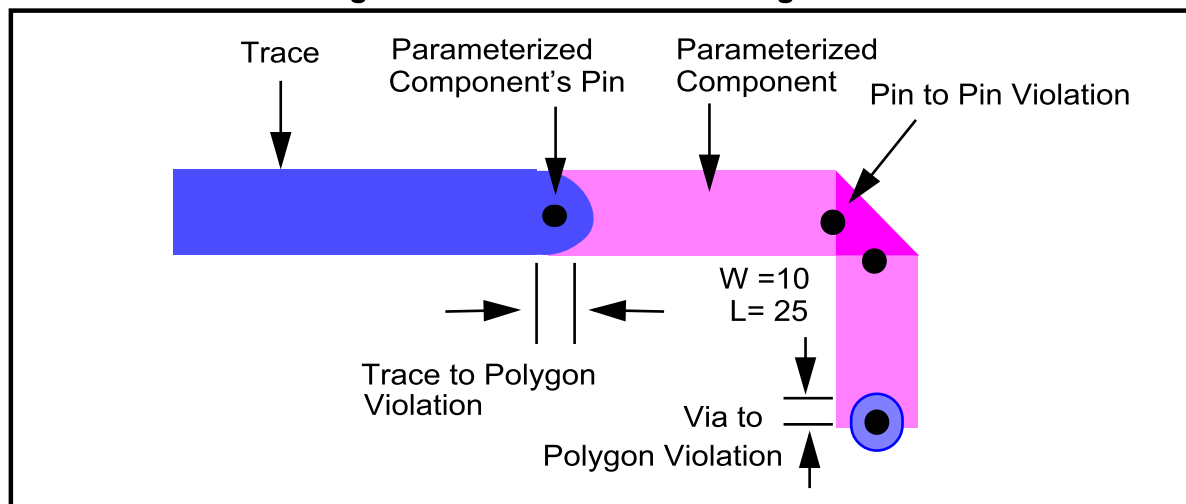 Trace
Parameterized
Component’s Pin
Parameterized
Component
Pin to Pin Violation
W =10
L= 25
Trace to Polygon
Violation
Via to
Polygon Violation